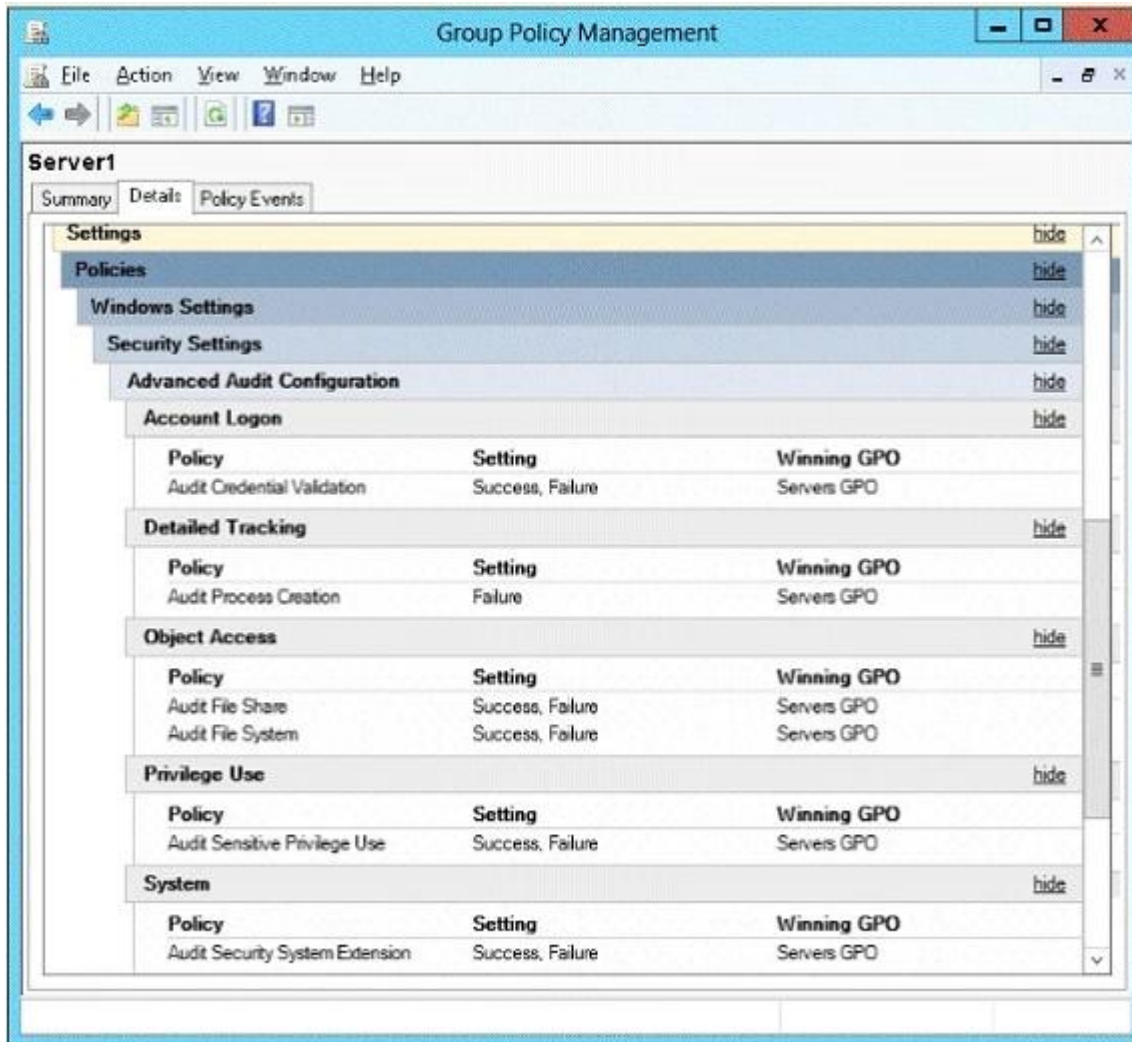 Group Policy Management
File Action View Window Help
Server1
Summary Details Policy Events
Settings hide
Policies hide
Windows Settings hide
Security Settings hide
Advanced Audit Configuration hide
Account Logon hide
Policy Setting Winning GPO
Audit Credential Validation Success, Failure Servers GPO
Detailed Tracking hide
Policy Setting Winning GPO
Audit Process Creation Failure Servers GPO
Object Access hide
Policy Setting Winning GPO
Audit File Share Success, Failure Servers GPO
Audit File System Success, Failure Servers GPO
Privilege Use hide
Policy Setting Winning GPO
Audit Sensitive Privilege Use Success, Failure Servers GPO
System hide
Policy Setting Winning GPO
Audit Security System Extension Success, Failure Servers GPO